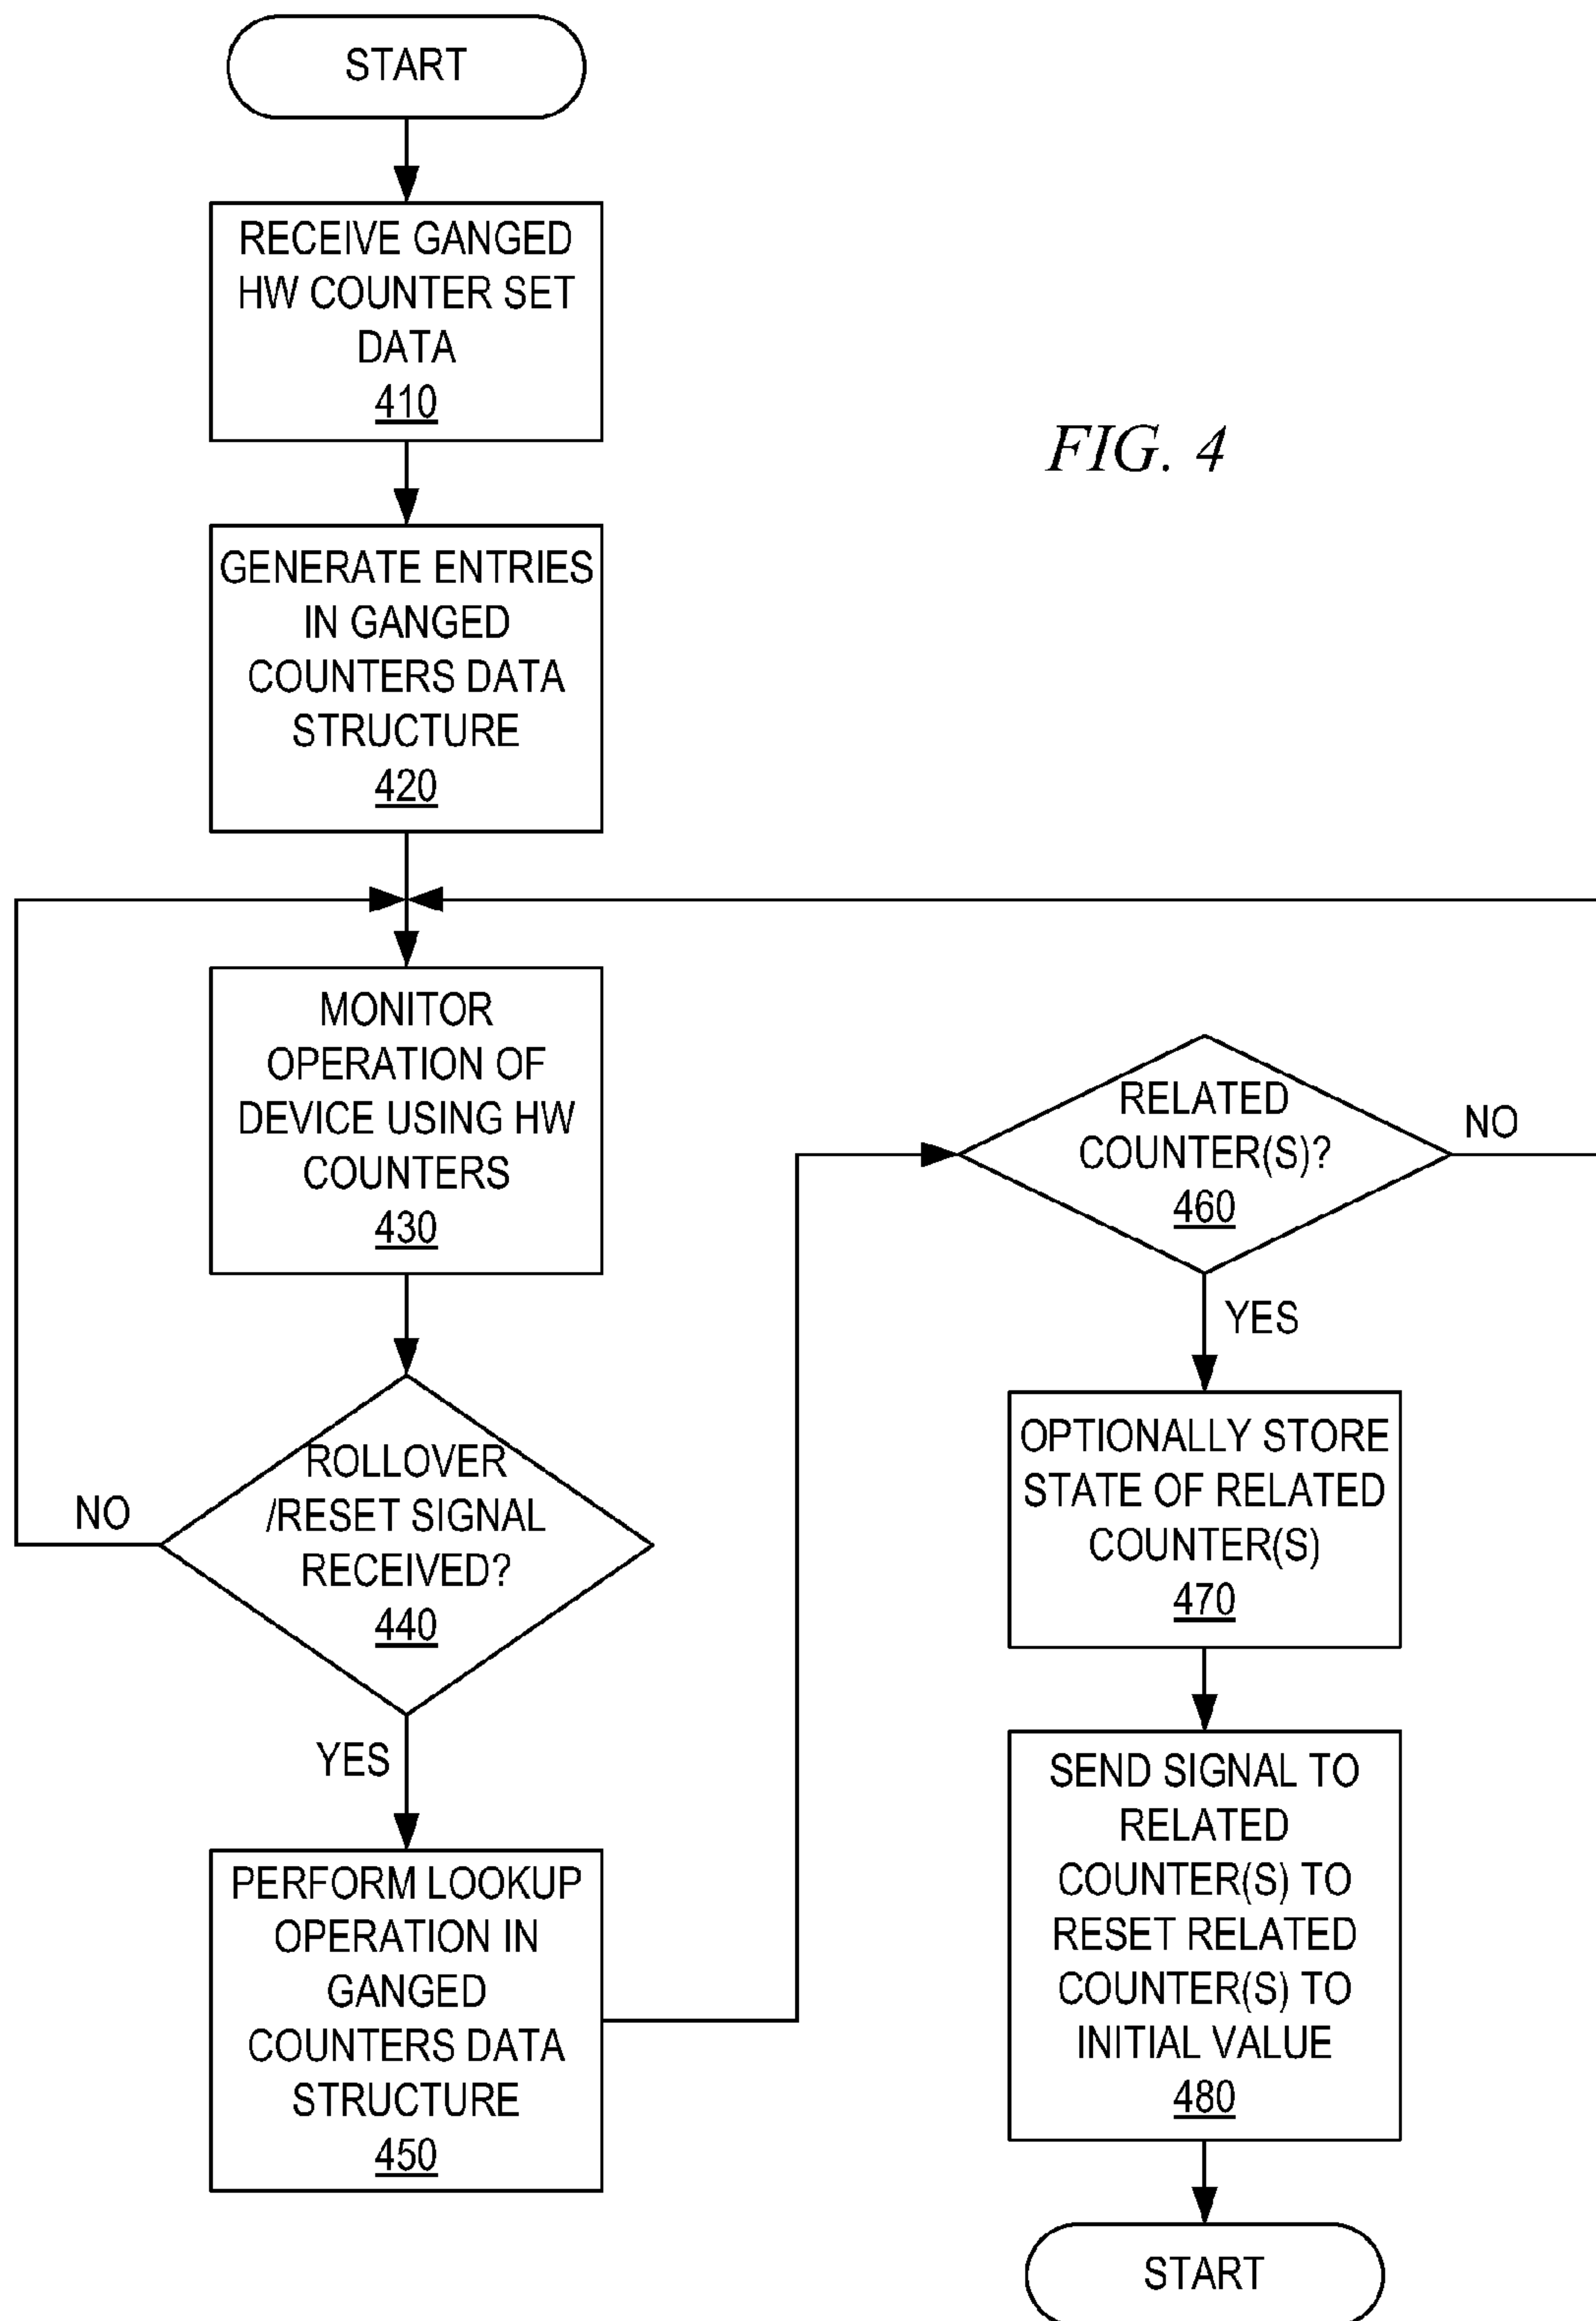 START
RECEIVE GANGED
HW COUNTER SET
DATA
410
FIG. 4
GENERATE ENTRIES
IN GANGED
COUNTERS DATA
STRUCTURE
420
MONITOR
OPERATION OF
DEVICE USING HW
COUNTERS
430
ROLLOVER
/RESET SIGNAL
RECEIVED?
440
NO
YES
PERFORM LOOKUP
OPERATION IN
GANGED
COUNTERS DATA
STRUCTURE
450
RELATED
COUNTER(S)?
460
NO
YES
OPTIONALLY STORE
STATE OF RELATED
COUNTER(S)
470
SEND SIGNAL TO
RELATED
COUNTER(S) TO
RESET RELATED
COUNTER(S) TO
INITIAL VALUE
480
START